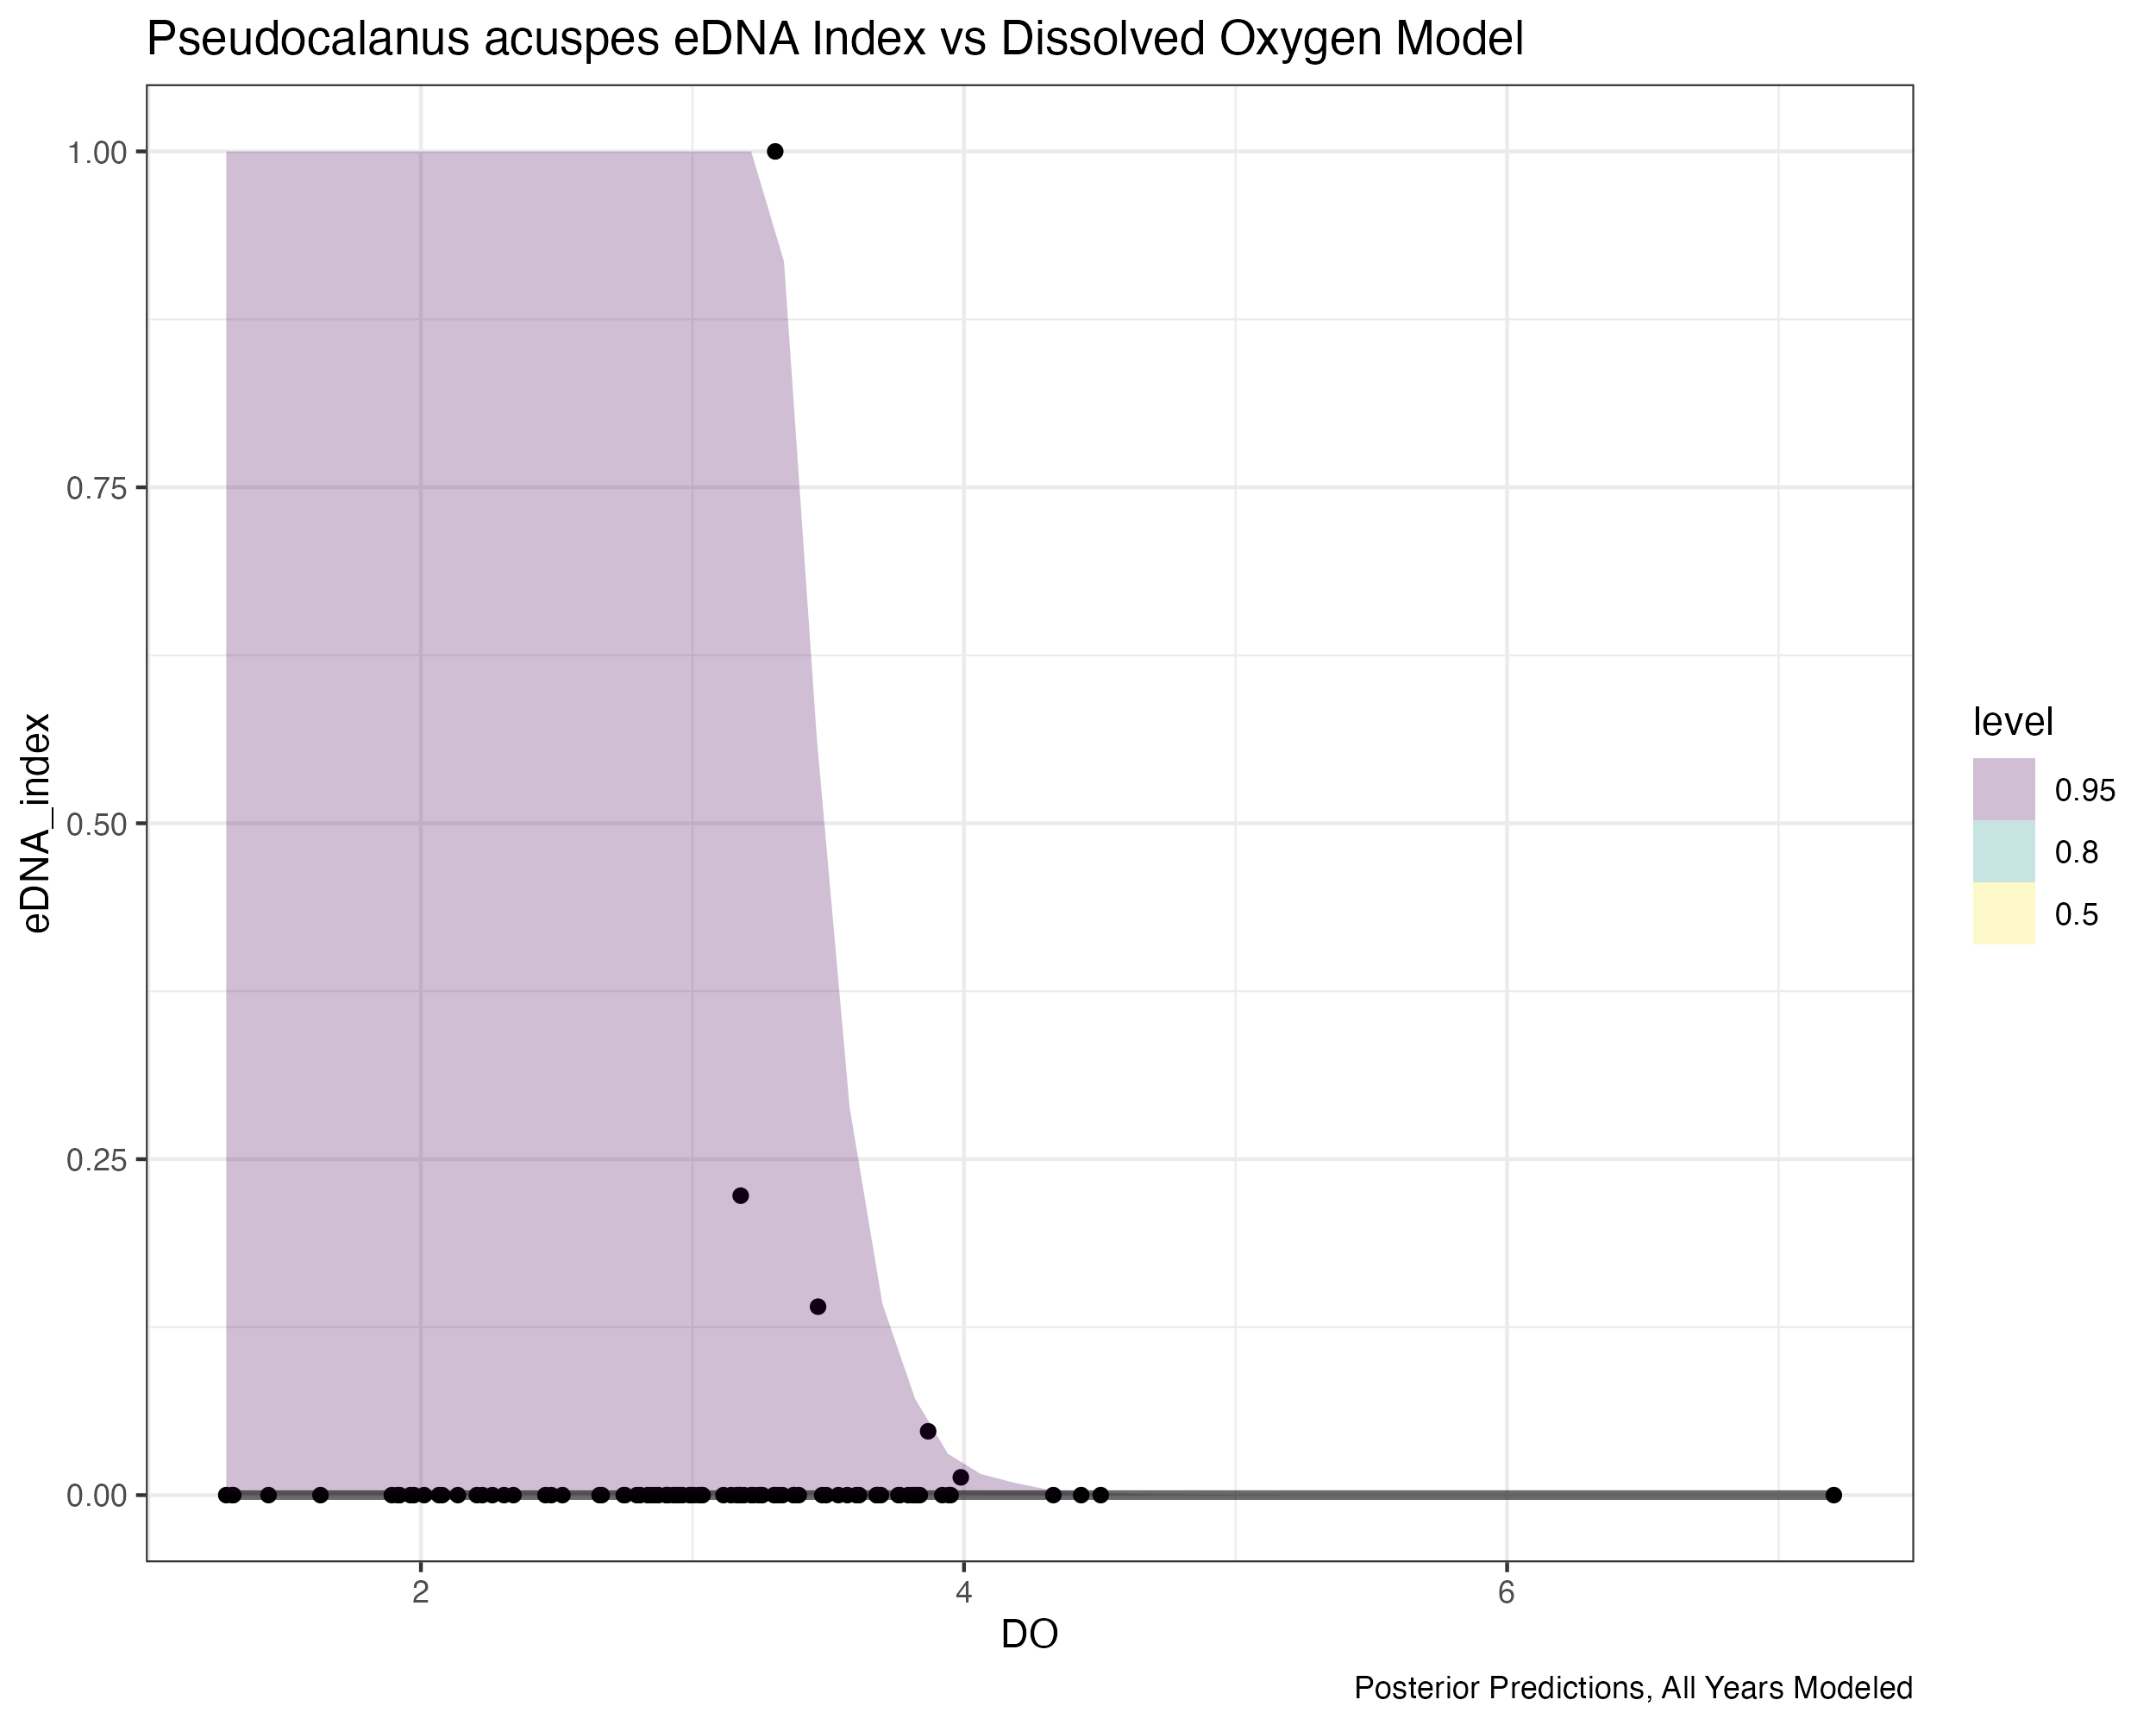 Pseudocalanus acuspes eDNA Index vs Dissolved Oxygen Model
1.00
0.75
0.50
0.25
0.00
eDNA_index
2 4 6
DO
level
0.95
0.8
0.5
Posterior Predictions, All Years Modeled